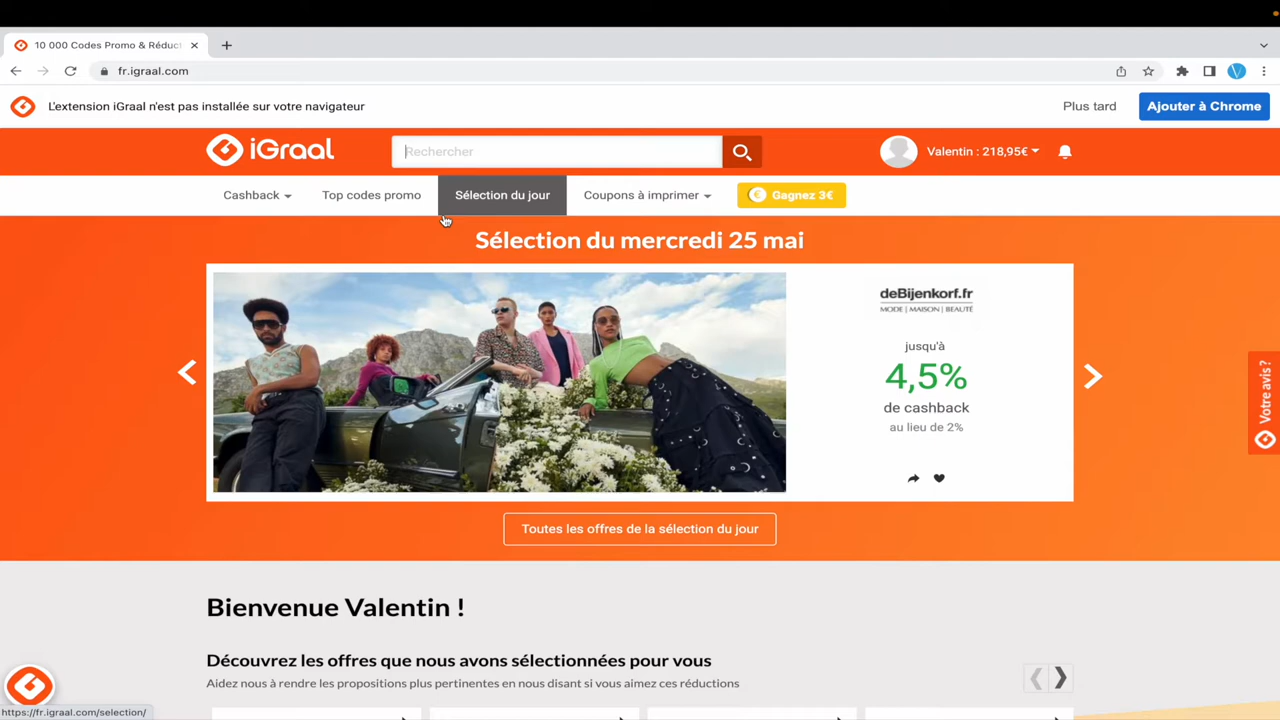 10 000 Codes Promo & Réduct
fr.igraal.com
L'extension iGraal n'est pas installée sur votre navigateur
Plus tard
Ajouter à Chrome
iGraal
Rechercher
Valentin : 218,95€
Cashback
Top codes promo
Sélection du jour
Coupons à imprimer
Gagnez 3€
Sélection du mercredi 25 mai
deBijenkorf.fr
MODE | MAISON | BEAUTÉ
jusqu'à
4,5%
de cashback
au lieu de 2%
Votre avis ?
Toutes les offres de la sélection du jour
Bienvenue Valentin !
Découvrez les offres que nous avons sélectionnées pour vous
Aidez nous à rendre les propositions plus pertinentes en nous disant si vous aimez ces réductions
https://fr.igraal.com/selection/